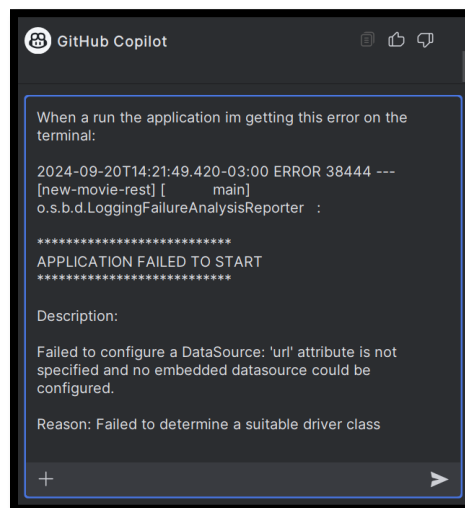 GitHub Copilot
When a run the application im getting this error on the
terminal:
2024-09-20T14:21:49.420-03:00 ERROR 38444 ---
[new-movie-rest] [           main]
o.s.b.d.LoggingFailureAnalysisReporter   :
***************************
APPLICATION FAILED TO START
***************************
Description:
Failed to configure a DataSource: 'url' attribute is not
specified and no embedded datasource could be
configured.
Reason: Failed to determine a suitable driver class